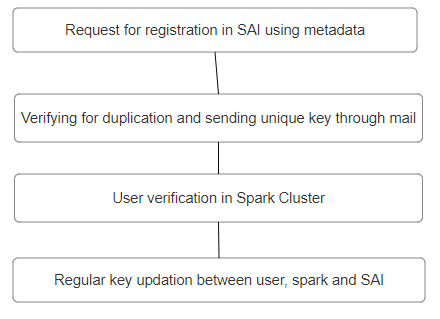 Request for registration in SAI using metadata
Verifying for duplication and sending unique key through mail
User verification in Spark Cluster
Regular key updation between user, spark and SAI